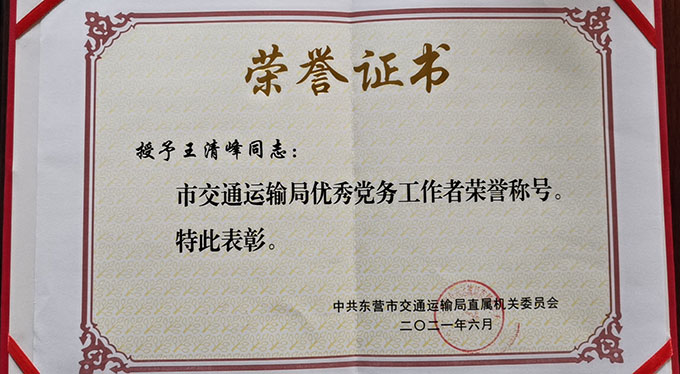 荣誉证书
授予王清峰同志：
市交通运输局优秀党务工作者荣誉称号。
特此表彰。
中共东营市交通运输局直属机关委员会
二〇二一年六月